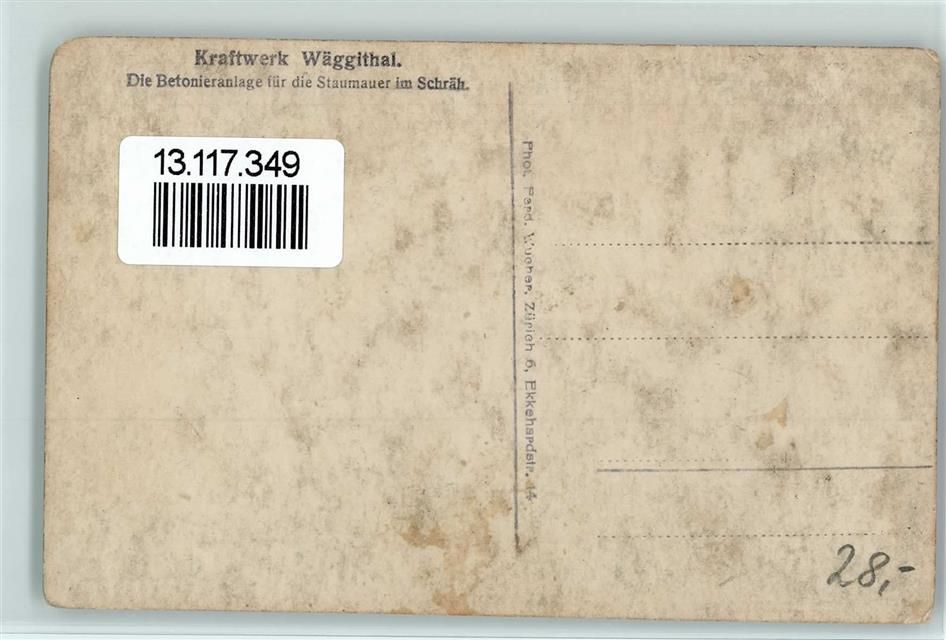 Kraftwerk Wäggithal.
Die Betonieranlage für die Staumauer im Schräh.
13.117.349
Phot. Ferd. Wucher, Zürich 6, Ekkehardstr. 14
28,-